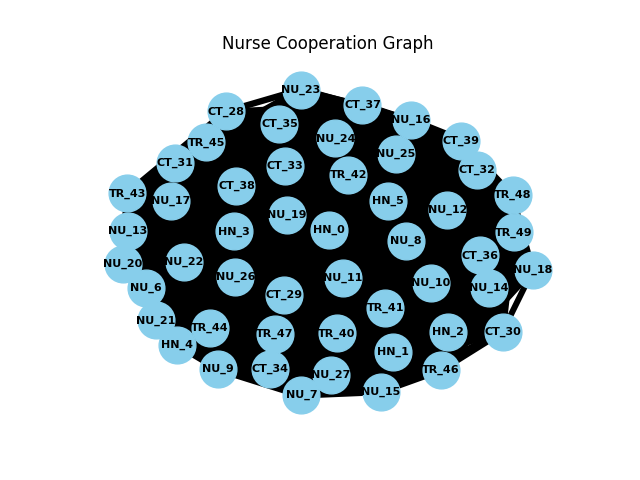 Nurse Cooperation Graph
NU_23
CT_37
CT_28
NU_16
CT_35
NU_24
CT_39
TR_45
NU_25
CT_31
CT_33
CT_32
TR_42
CT_38
TR_43
TR_48
NU_17
HN_5
NU_12
NU_19
HN_0
NU_13
HN_3
TR_49
NU_8
CT_36
NU_20
NU_22
NU_18
NU_26
NU_11
NU_10
NU_6
NU_14
CT_29
TR_41
NU_21
TR_44
TR_47
TR_40
HN_2
CT_30
HN_4
HN_1
NU_9
CT_34
TR_46
NU_27
NU_7
NU_15